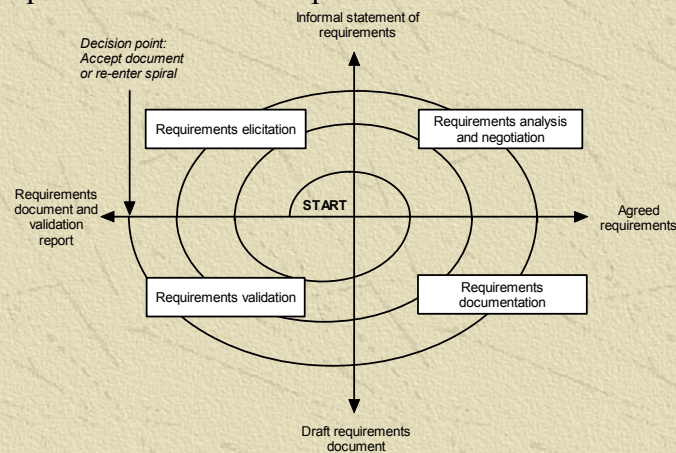 Informal statement of
requirements
Decision point:
Accept document
or re-enter spiral
Requirements elicitation
Requirements analysis
and negotiation
Requirements
document and
validation
report
START
Agreed
requirements
Requirements validation
Requirements
documentation
Draft requirements
document